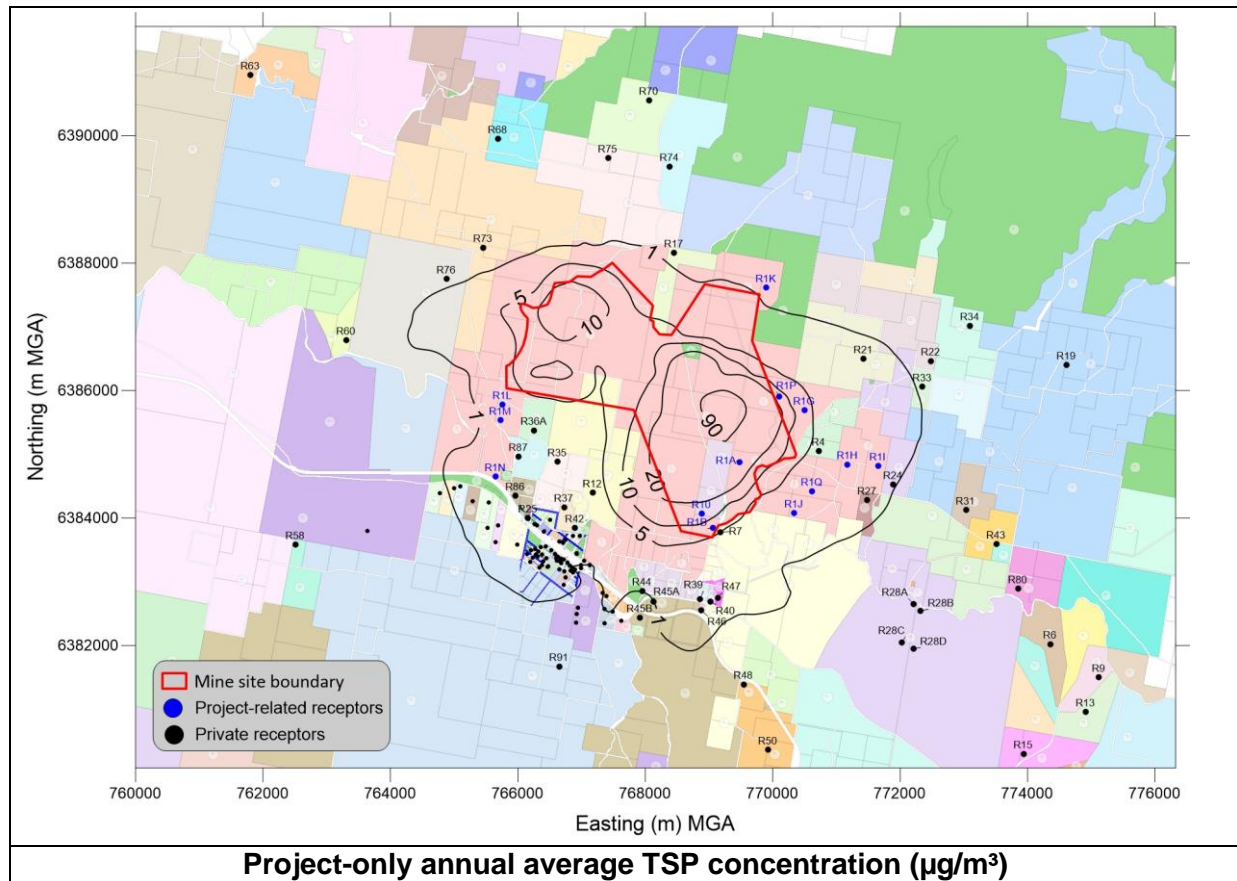 R63
R70
6390000
R68
R75
R74
R73
R17
1
6388000
R76
R1K
5
10
R34
R60
R21
R22
R19
6386000
R33
R1P
R1L
R1G
1
R1M
90
R36A
R4
R87
R35
R1A
R1H
R1I
R1N
20
R86
R12
10
R1Q
R27
R24
R37
R10
R1J
R31
6384000
R25
R42
5
R1B
R7
R58
R43
R44
R39
R47
R80
R45A
R28A
R45B
1
R40
R28B
R46
6382000
R28C
R28D
R6
R91
R9
R48
R13
R50
R15
Northing (m MGA)
Mine site boundary
Project-related receptors
Private receptors
760000 762000 764000 766000 768000 770000 772000 774000 776000
Easting (m) MGA
Project-only annual average TSP concentration (µg/m³)